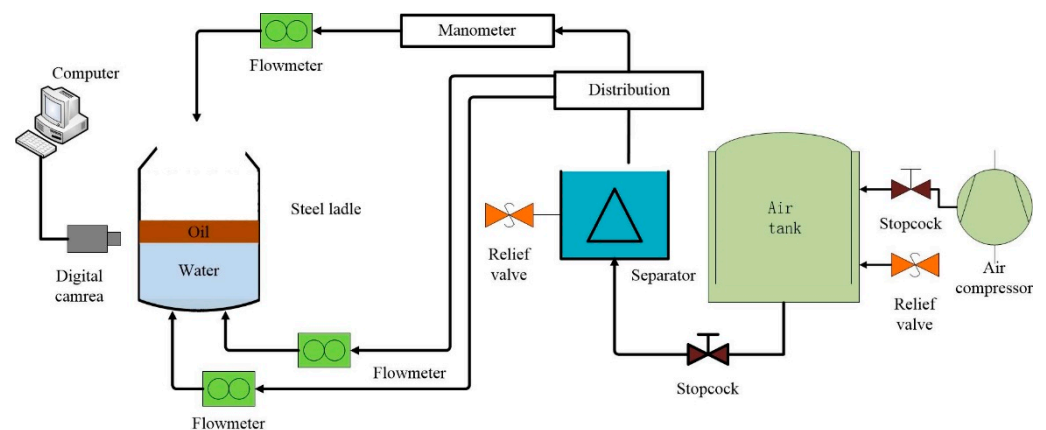 Manometer
Flowmeter
Computer
Distribution
Steel ladle
Oil
Water
Digital
camrea
Relief
valve
Separator
Air
tank
Stopcock
Air
compressor
Relief
valve
Flowmeter
Stopcock
Flowmeter